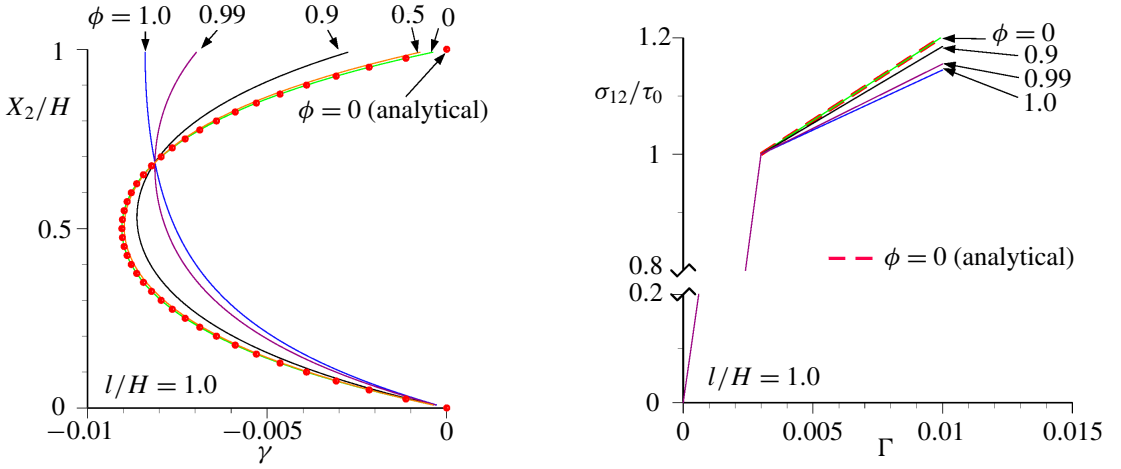 ϕ = 1.0 0.99 0.9 0.5 0
1
X₂/H
ϕ = 0 (analytical)
0.5
l/H = 1.0
0
−0.01 −0.005 0
γ
1.2
ϕ = 0
0.9
0.99
1.0
σ₁₂/τ₀
1
0.8
ϕ = 0 (analytical)
0.2
l/H = 1.0
0
0 0.005 0.01 0.015
Γ